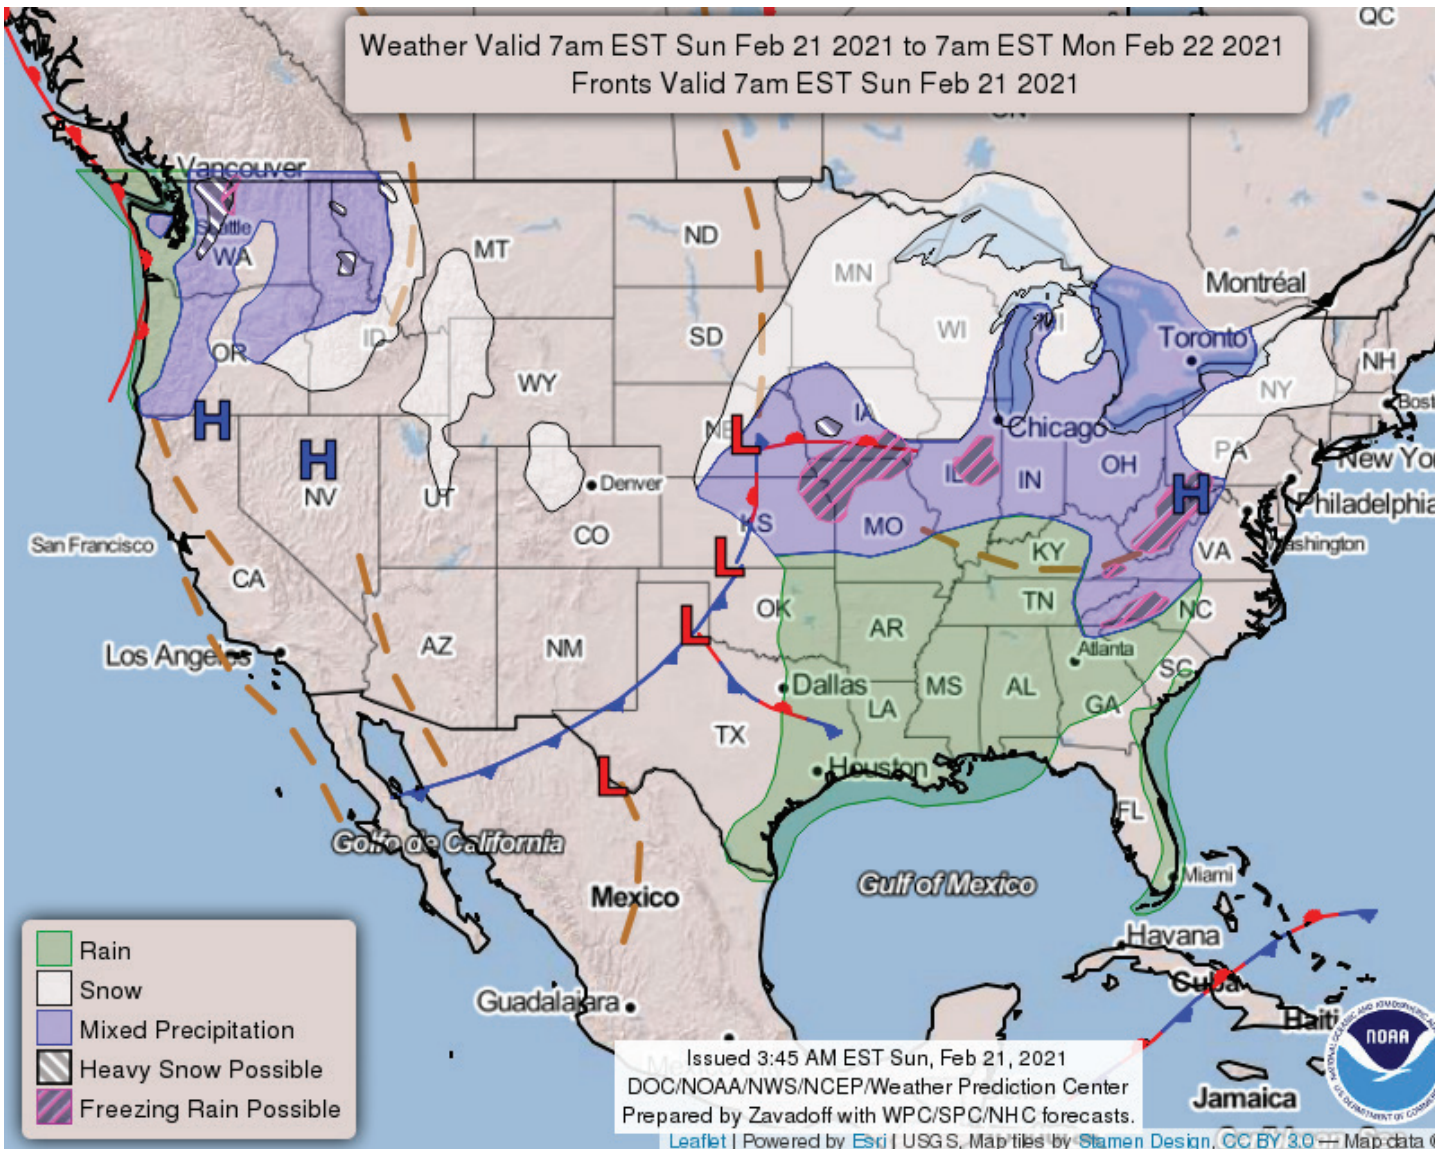 Weather Valid 7am EST Sun Feb 21 2021 to 7am EST Mon Feb 22 2021
Fronts Valid 7am EST Sun Feb 21 2021
QC
ON
Vancouver
Seattle
WA
MT
ND
MN
Montréal
OR
ID
SD
WI
MI
Toronto
NH
WY
NY
Bost
H
L
NE
IA
Chicago
PA
New Yo
H
NV
UT
Denver
IL
IN
OH
H
Philadelphia
San Francisco
CO
KS
MO
KY
VA
Washington
CA
L
OK
TN
NC
Los Angeles
AZ
NM
L
AR
Atlanta
SC
Dallas
MS
AL
GA
LA
TX
L
Houston
FL
Golfo de California
Gulf of Mexico
Miami
Mexico
Havana
Cuba
Guadalajara
Haiti
Mexico City
Jamaica
Rain
Snow
Mixed Precipitation
Heavy Snow Possible
Freezing Rain Possible
Issued 3:45 AM EST Sun, Feb 21, 2021
DOC/NOAA/NWS/NCEP/Weather Prediction Center
Prepared by Zavadoff with WPC/SPC/NHC forecasts.
NOAA
Leaflet | Powered by Esri | USGS, Map tiles by Stamen Design, CC BY 3.0 — Map data ©